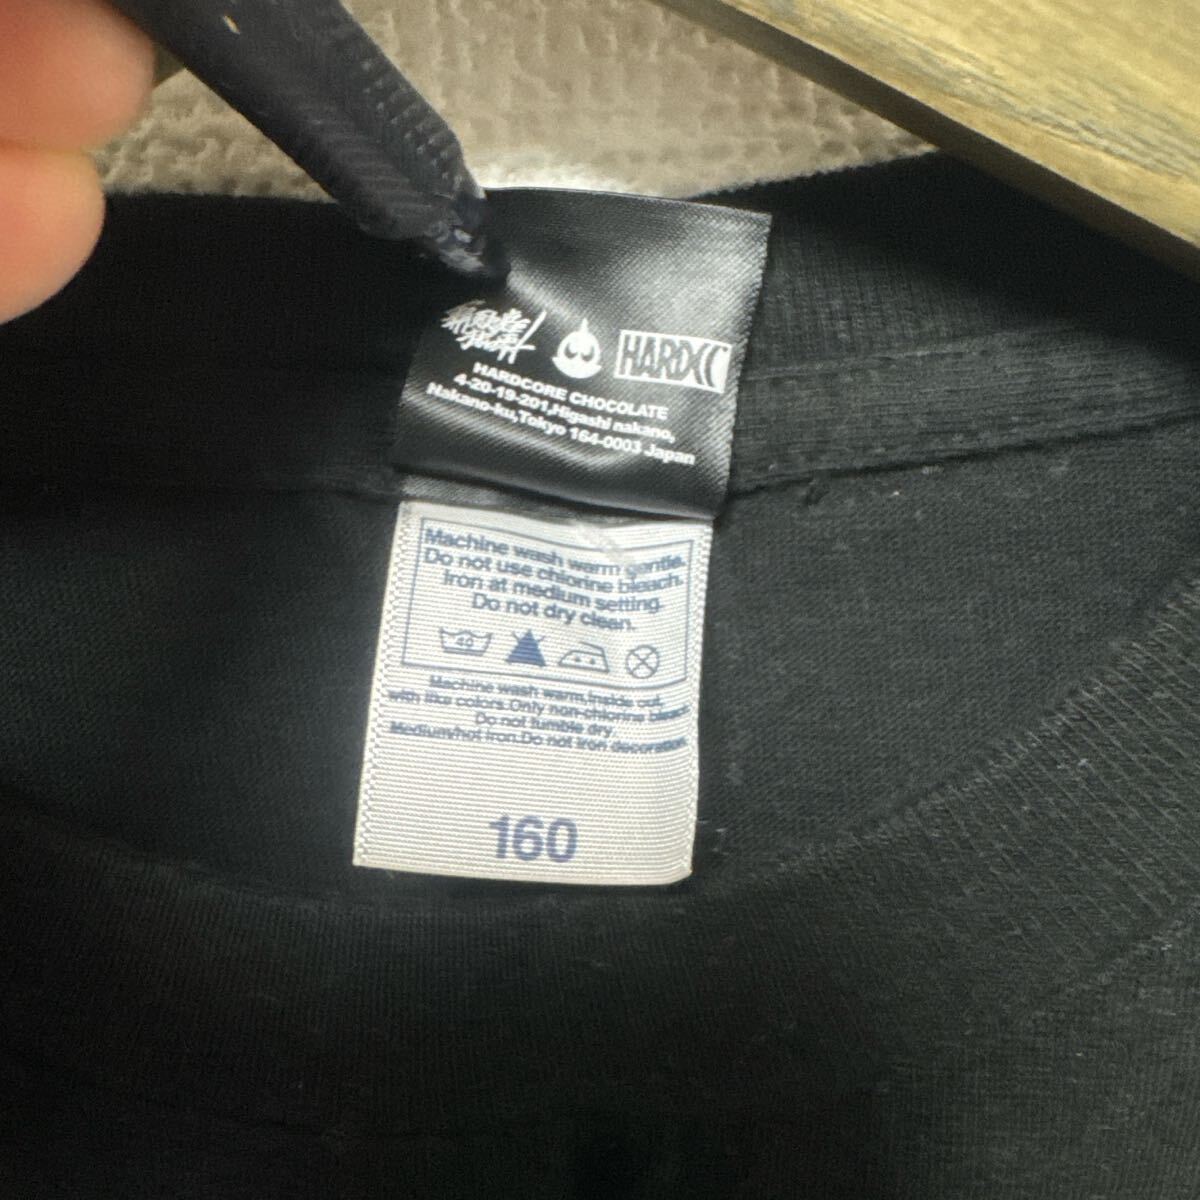 HARDCC
HARDCORE CHOCOLATE
4-20-19-201,Higashi nakano,
Nakano-ku,Tokyo 164-0003 Japan
Machine wash warm gentle.
Do not use chlorine bleach.
Iron at medium setting.
Do not dry clean.
40
Machine wash warm.Inside out,
with like colors.Only non-chlorine bleach
Do not tumble dry.
Medium/hot iron.Do not iron decoration.
160